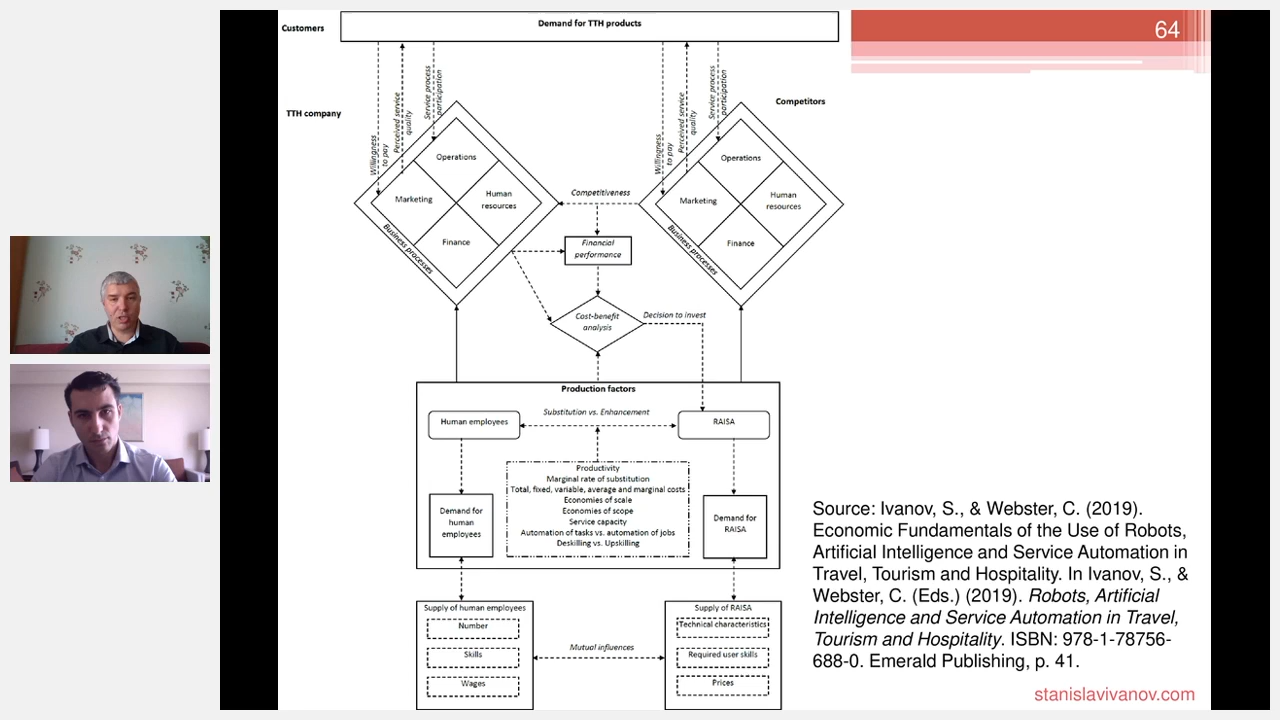 64
Customers
Demand for TTH products
TTH company
Competitors
Willingness
to pay
Perceived service
quality
Service process
participation
Willingness
to pay
Perceived service
quality
Service process
participation
Operations
Marketing
Human
resources
Finance
Business processes
Operations
Marketing
Human
resources
Finance
Business processes
Competitiveness
Financial
performance
Cost-benefit
analysis
Decision to invest
Production factors
Human employees
Substitution vs. Enhancement
RAISA
Productivity
Marginal rate of substitution
Total, fixed, variable, average and marginal costs
Economies of scale
Economies of scope
Service capacity
Automation of tasks vs. automation of jobs
Deskilling vs. Upskilling
Demand for
human
employees
Demand for
RAISA
Supply of human employees
Number
Skills
Wages
Mutual influences
Supply of RAISA
Technical characteristics
Required user skills
Prices
Source: Ivanov, S., & Webster, C. (2019).
Economic Fundamentals of the Use of Robots,
Artificial Intelligence and Service Automation in
Travel, Tourism and Hospitality. In Ivanov, S., &
Webster, C. (Eds.) (2019). Robots, Artificial
Intelligence and Service Automation in Travel,
Tourism and Hospitality. ISBN: 978-1-78756-
688-0. Emerald Publishing, p. 41.
stanislavivanov.com